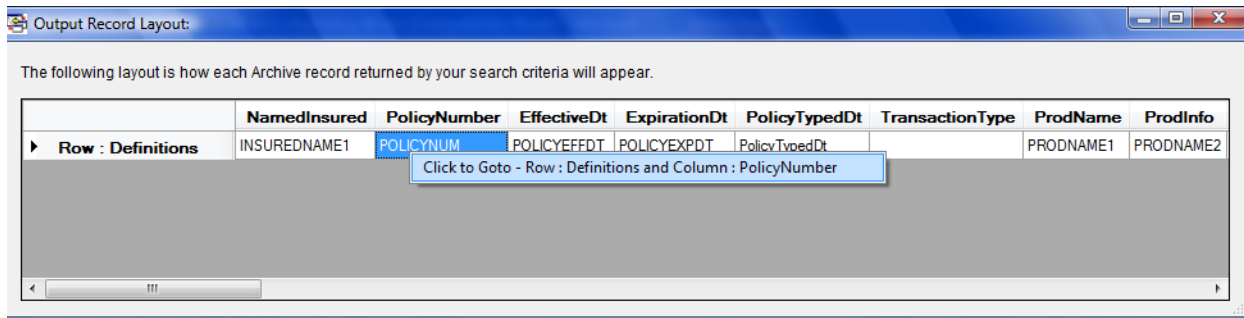 Output Record Layout:
The following layout is how each Archive record returned by your search criteria will appear.
NamedInsured PolicyNumber EffectiveDt ExpirationDt PolicyTypedDt TransactionType ProdName ProdInfo
Row : Definitions INSUREDNAME1 POLICYNUM POLICYEFFDT POLICYEXPDT PolicyTypedDt PRODNAME1 PRODNAME2
Click to Goto - Row : Definitions and Column : PolicyNumber